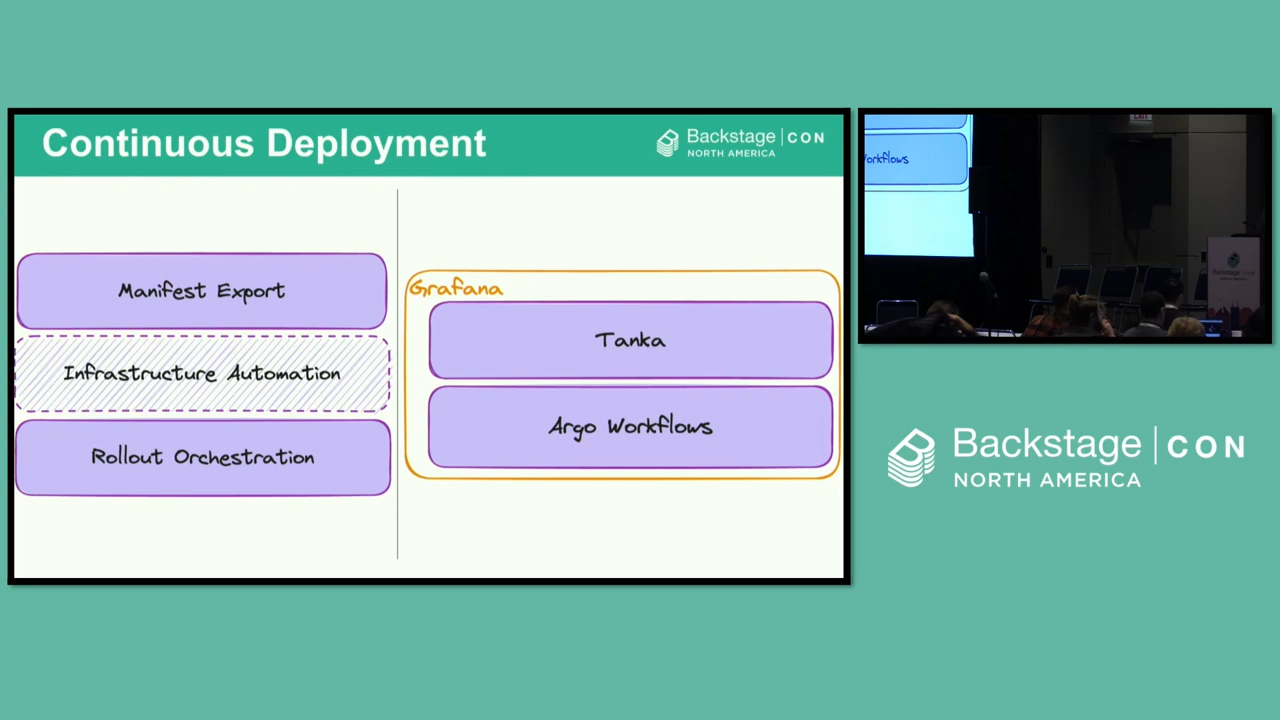 Continuous Deployment
Backstage CON
NORTH AMERICA
Manifest Export
Infrastructure Automation
Rollout Orchestration
Grafana
Tanka
Argo Workflows
EXIT
orkflows
Backstage CON
NORTH AMERICA